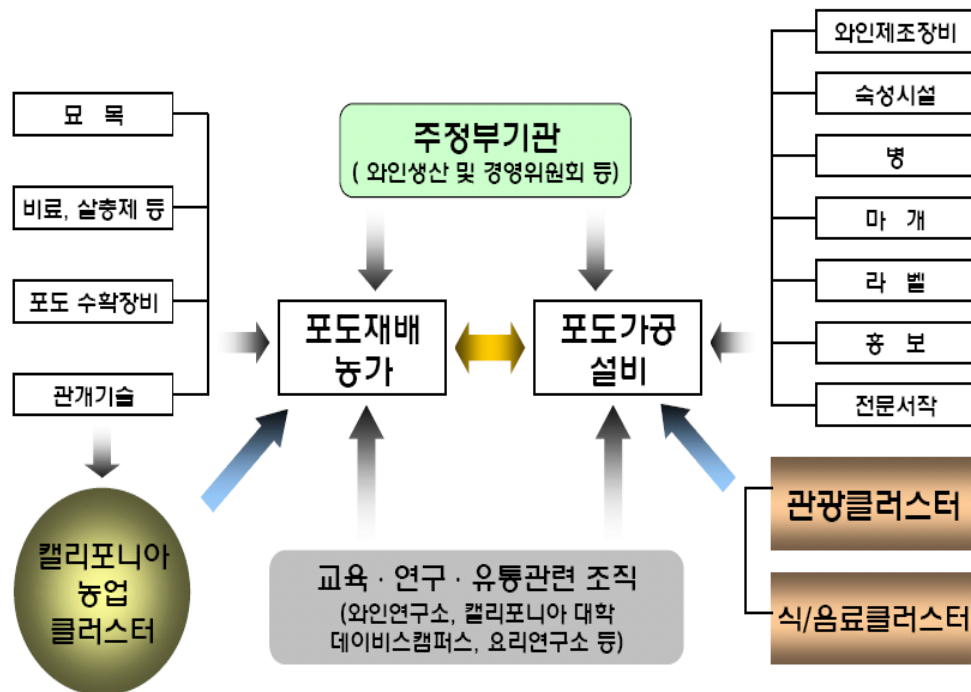 묘 목
비료, 살충제 등
포도 수확장비
관개기술
캘리포니아
농업
클러스터
주정부기관
( 와인생산 및 경영위원회 등)
포도재배
농가
포도가공
설비
교육 · 연구 · 유통관련 조직
(와인연구소, 캘리포니아 대학
데이비스캠퍼스, 요리연구소 등)
와인제조장비
숙성시설
병
마 개
라 벨
홍 보
전문서작
관광클러스터
식/음료클러스터